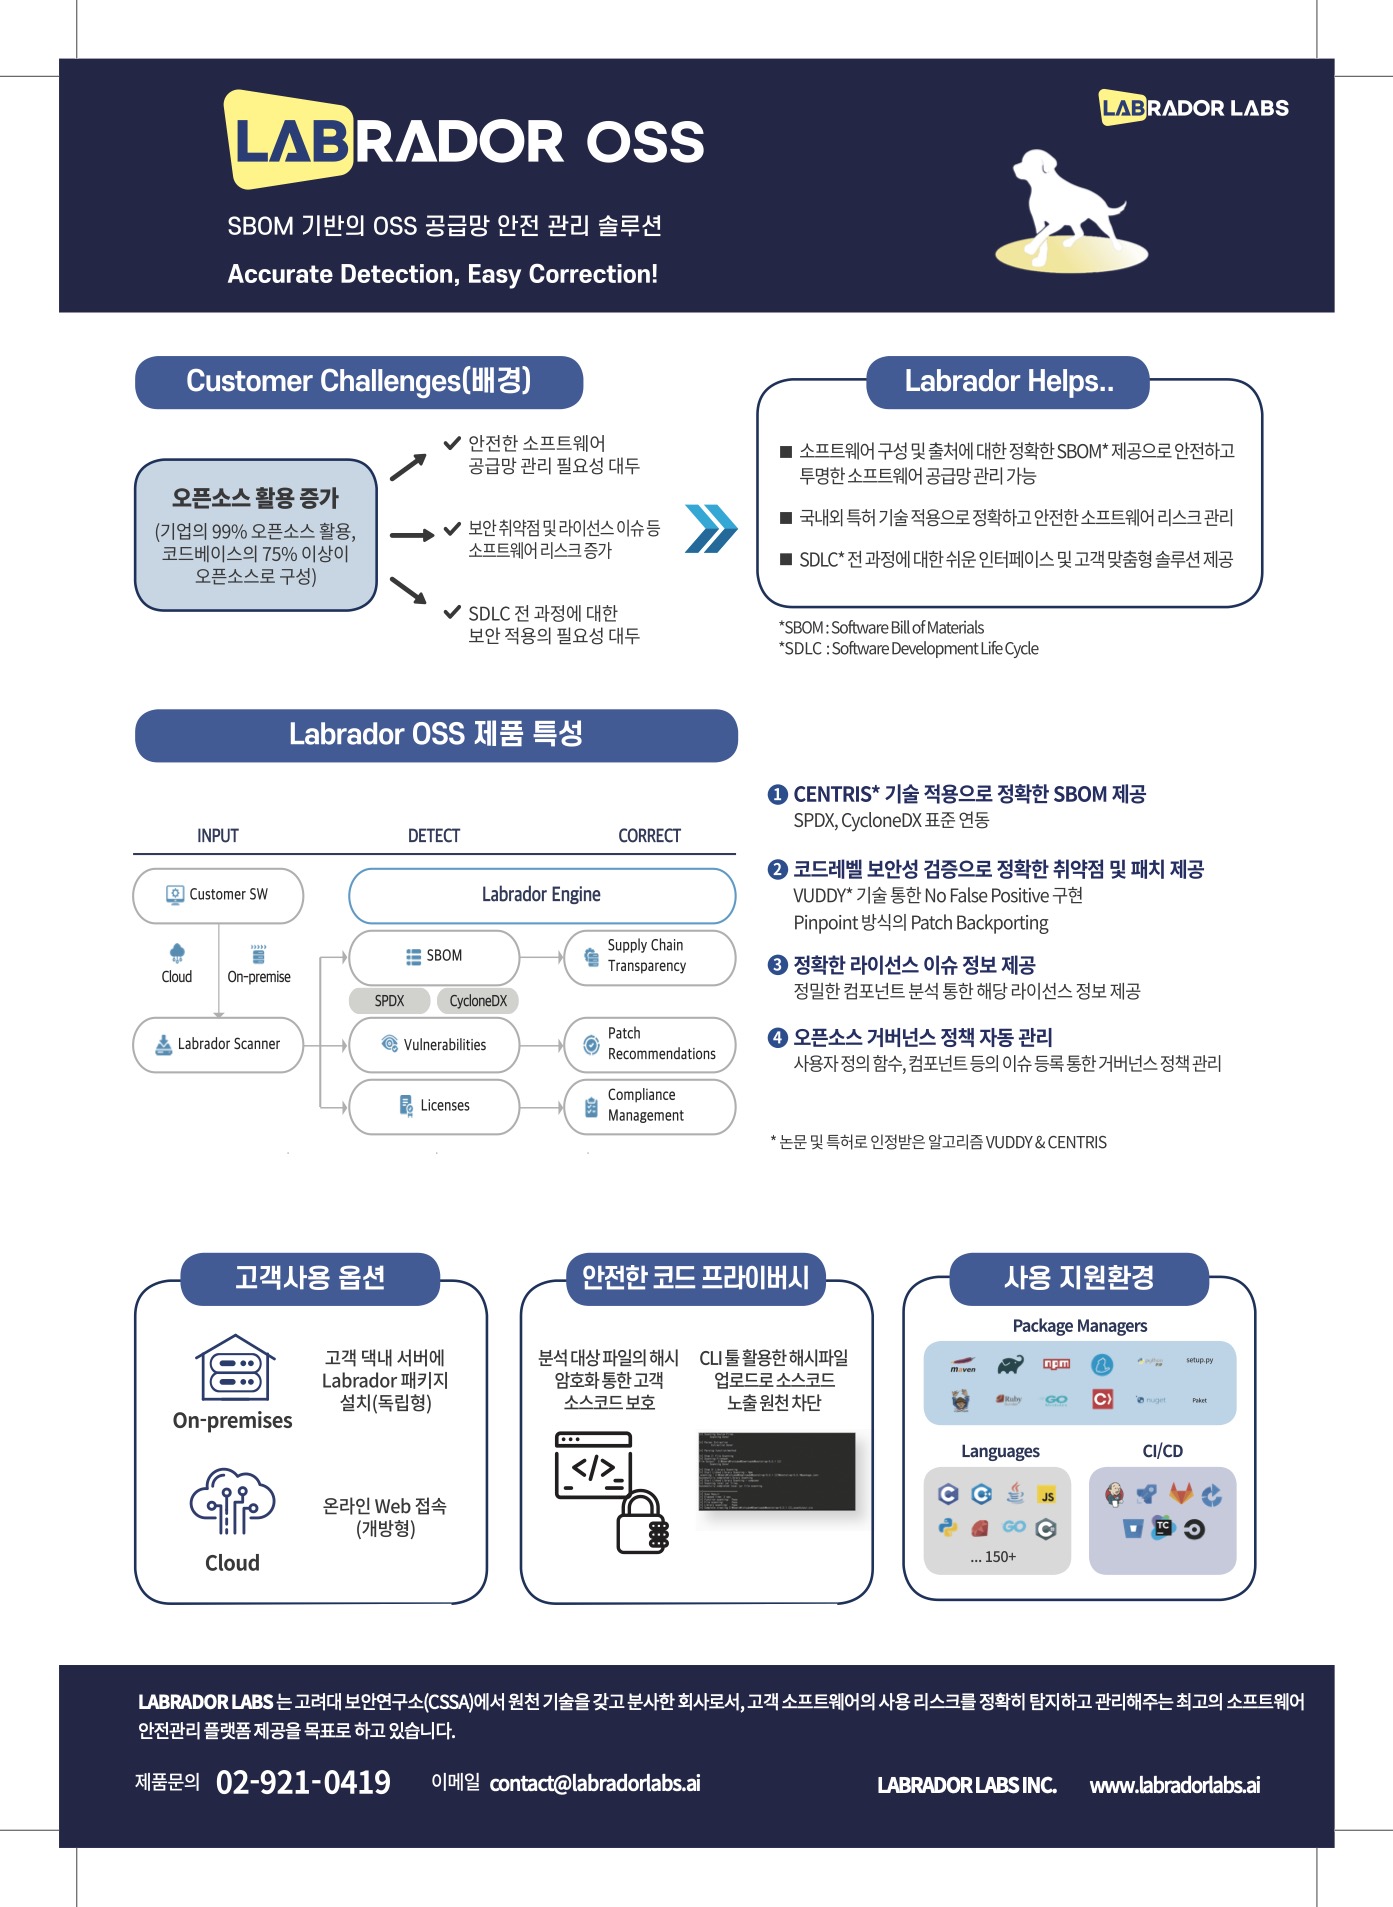 LABRADOR OSS
LABRADOR LABS
SBOM 기반의 OSS 공급망 안전 관리 솔루션
Accurate Detection, Easy Correction!
Customer Challenges(배경)
오픈소스 활용 증가
(기업의 99% 오픈소스 활용,
코드베이스의 75% 이상이
오픈소스로 구성)
안전한 소프트웨어
공급망 관리 필요성 대두
보안 취약점 및 라이선스 이슈 등
소프트웨어 리스크 증가
SDLC 전 과정에 대한
보안 적용의 필요성 대두
Labrador Helps..
■ 소프트웨어 구성 및 출처에 대한 정확한 SBOM* 제공으로 안전하고
투명한 소프트웨어 공급망 관리 가능
■ 국내외 특허 기술 적용으로 정확하고 안전한 소프트웨어 리스크 관리
■ SDLC* 전 과정에 대한 쉬운 인터페이스 및 고객 맞춤형 솔루션 제공
*SBOM : Software Bill of Materials
*SDLC : Software Development Life Cycle
Labrador OSS 제품 특성
INPUT
DETECT
CORRECT
Customer SW
Labrador Engine
Cloud
On-premise
SBOM
Supply Chain
Transparency
SPDX
CycloneDX
Labrador Scanner
Vulnerabilities
Patch
Recommendations
Licenses
Compliance
Management
1 CENTRIS* 기술 적용으로 정확한 SBOM 제공
SPDX, CycloneDX 표준 연동
2 코드레벨 보안성 검증으로 정확한 취약점 및 패치 제공
VUDDY* 기술 통한 No False Positive 구현
Pinpoint 방식의 Patch Backporting
3 정확한 라이선스 이슈 정보 제공
정밀한 컴포넌트 분석 통한 해당 라이선스 정보 제공
4 오픈소스 거버넌스 정책 자동 관리
사용자 정의 함수, 컴포넌트 등의 이슈 등록 통한 거버넌스 정책 관리
* 논문 및 특허로 인정받은 알고리즘 VUDDY & CENTRIS
고객사용 옵션
On-premises
고객 댁내 서버에
Labrador 패키지
설치(독립형)
Cloud
온라인 Web 접속
(개방형)
안전한 코드 프라이버시
분석 대상 파일의 해시
암호화 통한 고객
소스코드 보호
CLI 툴 활용한 해시파일
업로드로 소스코드
노출 원천 차단
사용 지원환경
Package Managers
maven
npm
python
setup.py
Ruby
GO
nuget
Paket
Languages
C
C++
Java
JS
GO
C
... 150+
CI/CD
TC
LABRADOR LABS 는 고려대 보안연구소(CSSA)에서 원천 기술을 갖고 분사한 회사로서, 고객 소프트웨어의 사용 리스크를 정확히 탐지하고 관리해주는 최고의 소프트웨어
안전관리 플랫폼 제공을 목표로 하고 있습니다.
제품문의 02-921-0419
이메일 contact@labradorlabs.ai
LABRADOR LABS INC.
www.labradorlabs.ai